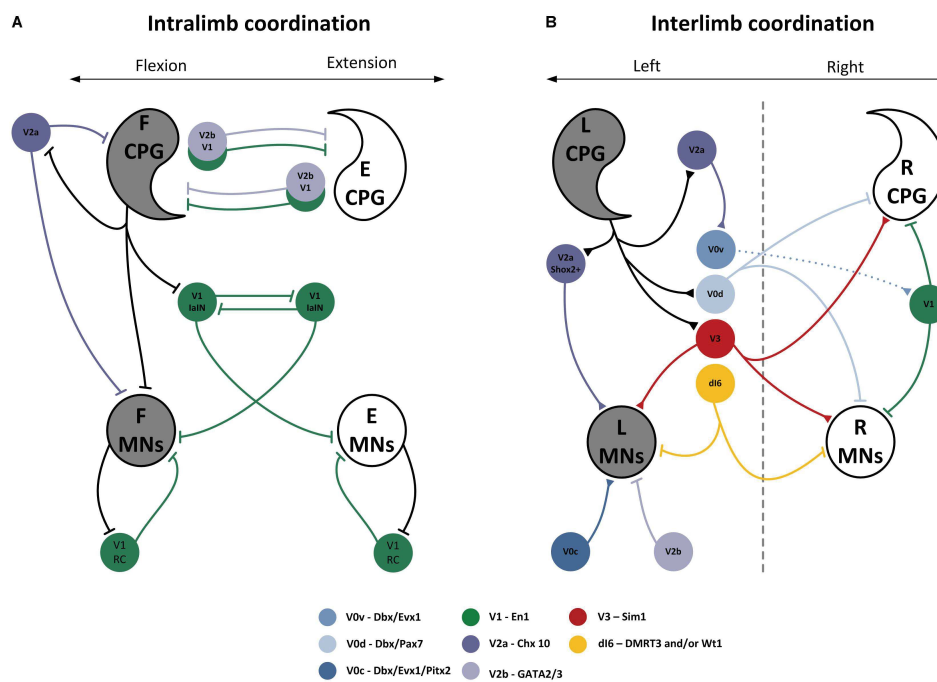 A
Intralimb coordination
Flexion
Extension
V2a
F
CPG
V2b
V1
V2b
V1
E
CPG
V1
IaIN
V1
IaIN
F
MNs
E
MNs
V1
RC
V1
RC
B
Interlimb coordination
Left
Right
L
CPG
V2a
R
CPG
V2a
Shox2+
V0v
V0d
V1
V3
dI6
L
MNs
R
MNs
V0c
V2b
V0v - Dbx/Evx1
V0d - Dbx/Pax7
V0c - Dbx/Evx1/Pitx2
V1 - En1
V2a - Chx 10
V2b - GATA2/3
V3 – Sim1
dI6 – DMRT3 and/or Wt1